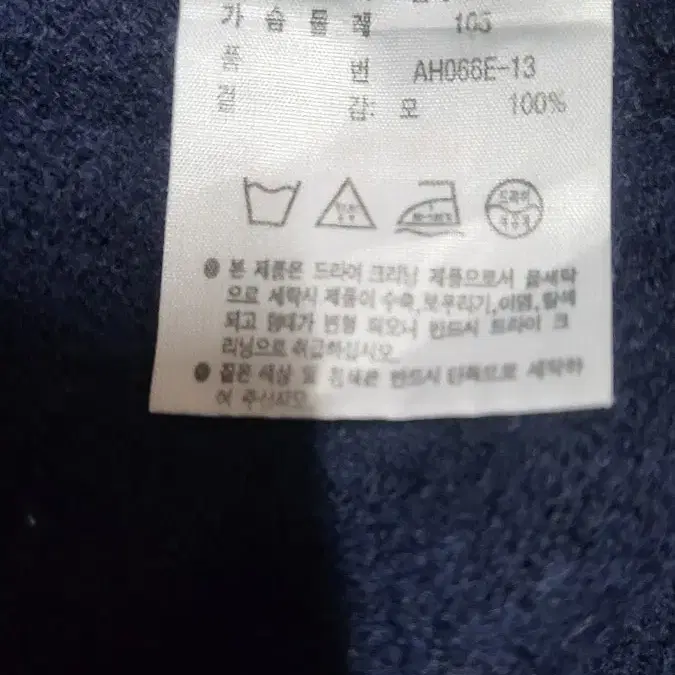 가슴둘레 105
품 번 AH066E-13
겉 감: 모 100%
드라이
● 본 제품은 드라이 크리닝 제품으로서 물세탁
으로 세탁시 제품이 수축,보푸리기,이염,탈색
되고 형태가 변형 되오니 반드시 드라이 크
리닝으로 취급하십시오.
● 짙은 색상 및 흰색은 반드시 단독으로 세탁하
여 주십시오.